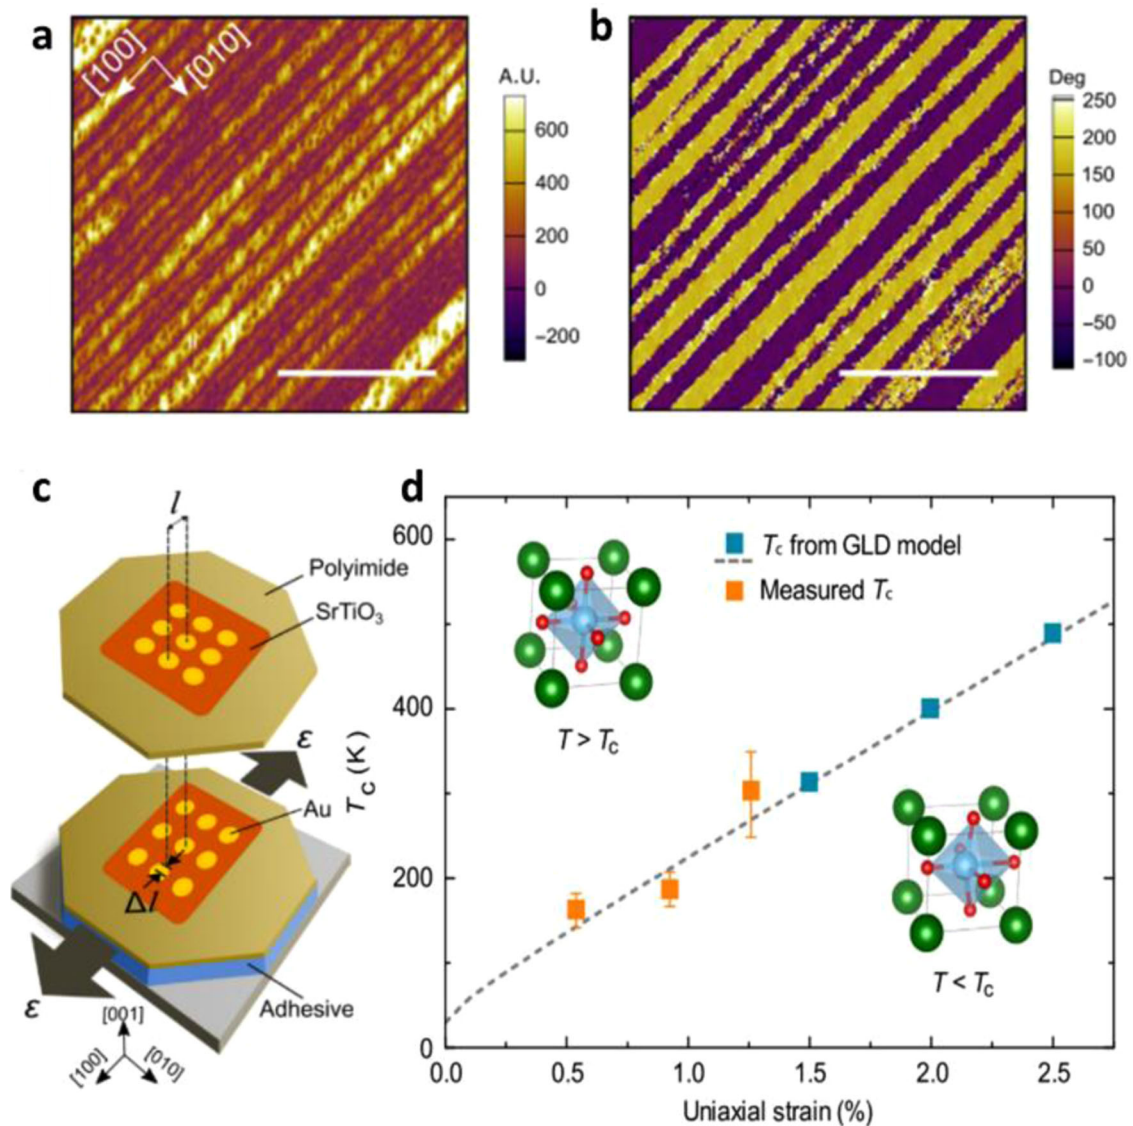 a
[100]
[010]
A.U.
600
400
200
0
−200
b
Deg
250
200
150
100
50
0
−50
−100
c
l
Polyimide
SrTiO3
ε
Au
Δl
ε
Adhesive
[001]
[100]
[010]
d
Tc from GLD model
Measured Tc
T > Tc
T < Tc
TC (K)
600
400
200
0
0.0 0.5 1.0 1.5 2.0 2.5
Uniaxial strain (%)